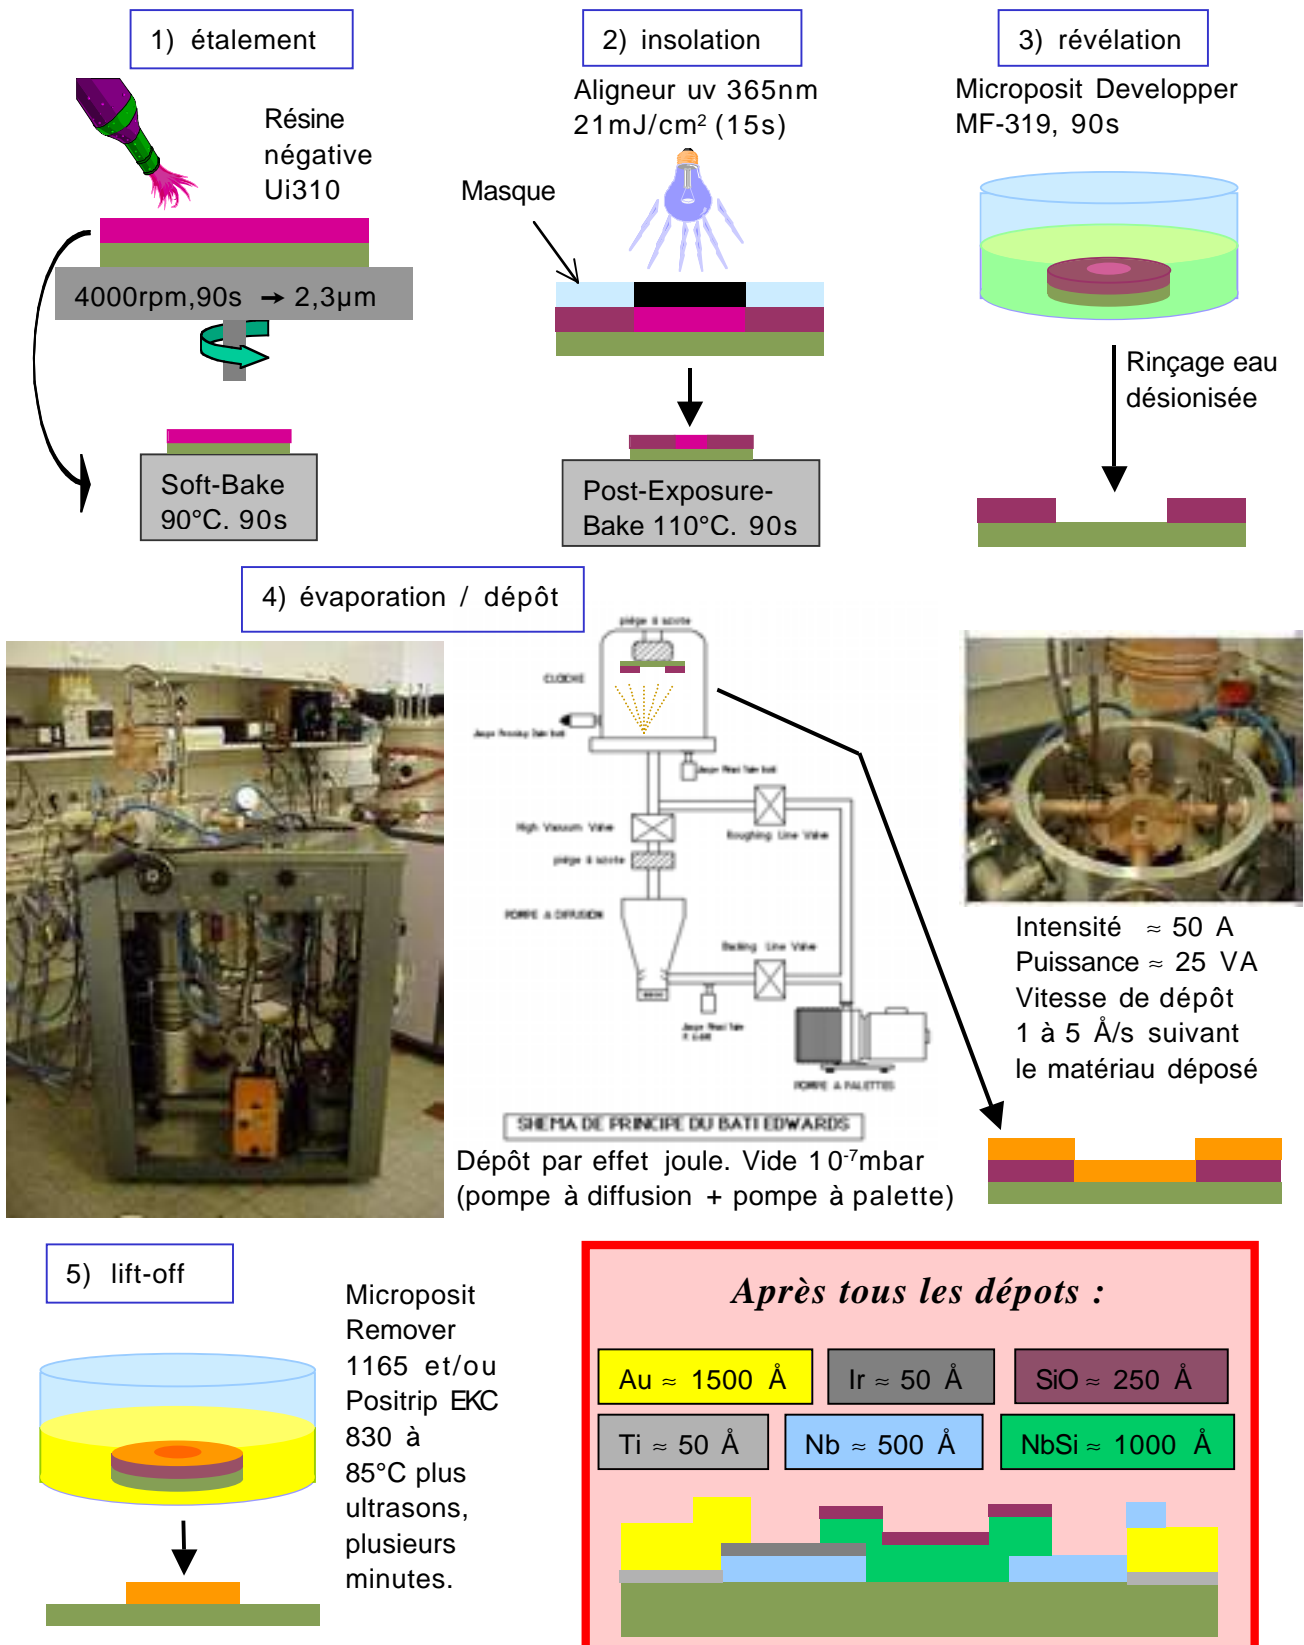 1) étalement
Résine
négative
Ui310
4000rpm,90s → 2,3µm
Soft-Bake
90°C. 90s
2) insolation
Aligneur uv 365nm
21mJ/cm² (15s)
Masque
Post-Exposure-
Bake 110°C. 90s
3) révélation
Microposit Developper
MF-319, 90s
Rinçage eau
désionisée
4) évaporation / dépôt
piège à azote
CLOCHE
High Vacuum Valve
Roughing Line Valve
piège à azote
POMPE A DIFUSION
Backing Line Valve
POMPE A PALETTES
SHEMA DE PRINCIPE DU BATI EDWARDS
Dépôt par effet joule. Vide 10⁻⁷mbar
(pompe à diffusion + pompe à palette)
Intensité ≈ 50 A
Puissance ≈ 25 VA
Vitesse de dépôt
1 à 5 Å/s suivant
le matériau déposé
5) lift-off
Microposit
Remover
1165 et/ou
Positrip EKC
830 à
85°C plus
ultrasons,
plusieurs
minutes.
Après tous les dépots :
Au ≈ 1500 Å
Ir ≈ 50 Å
SiO ≈ 250 Å
Ti ≈ 50 Å
Nb ≈ 500 Å
NbSi ≈ 1000 Å